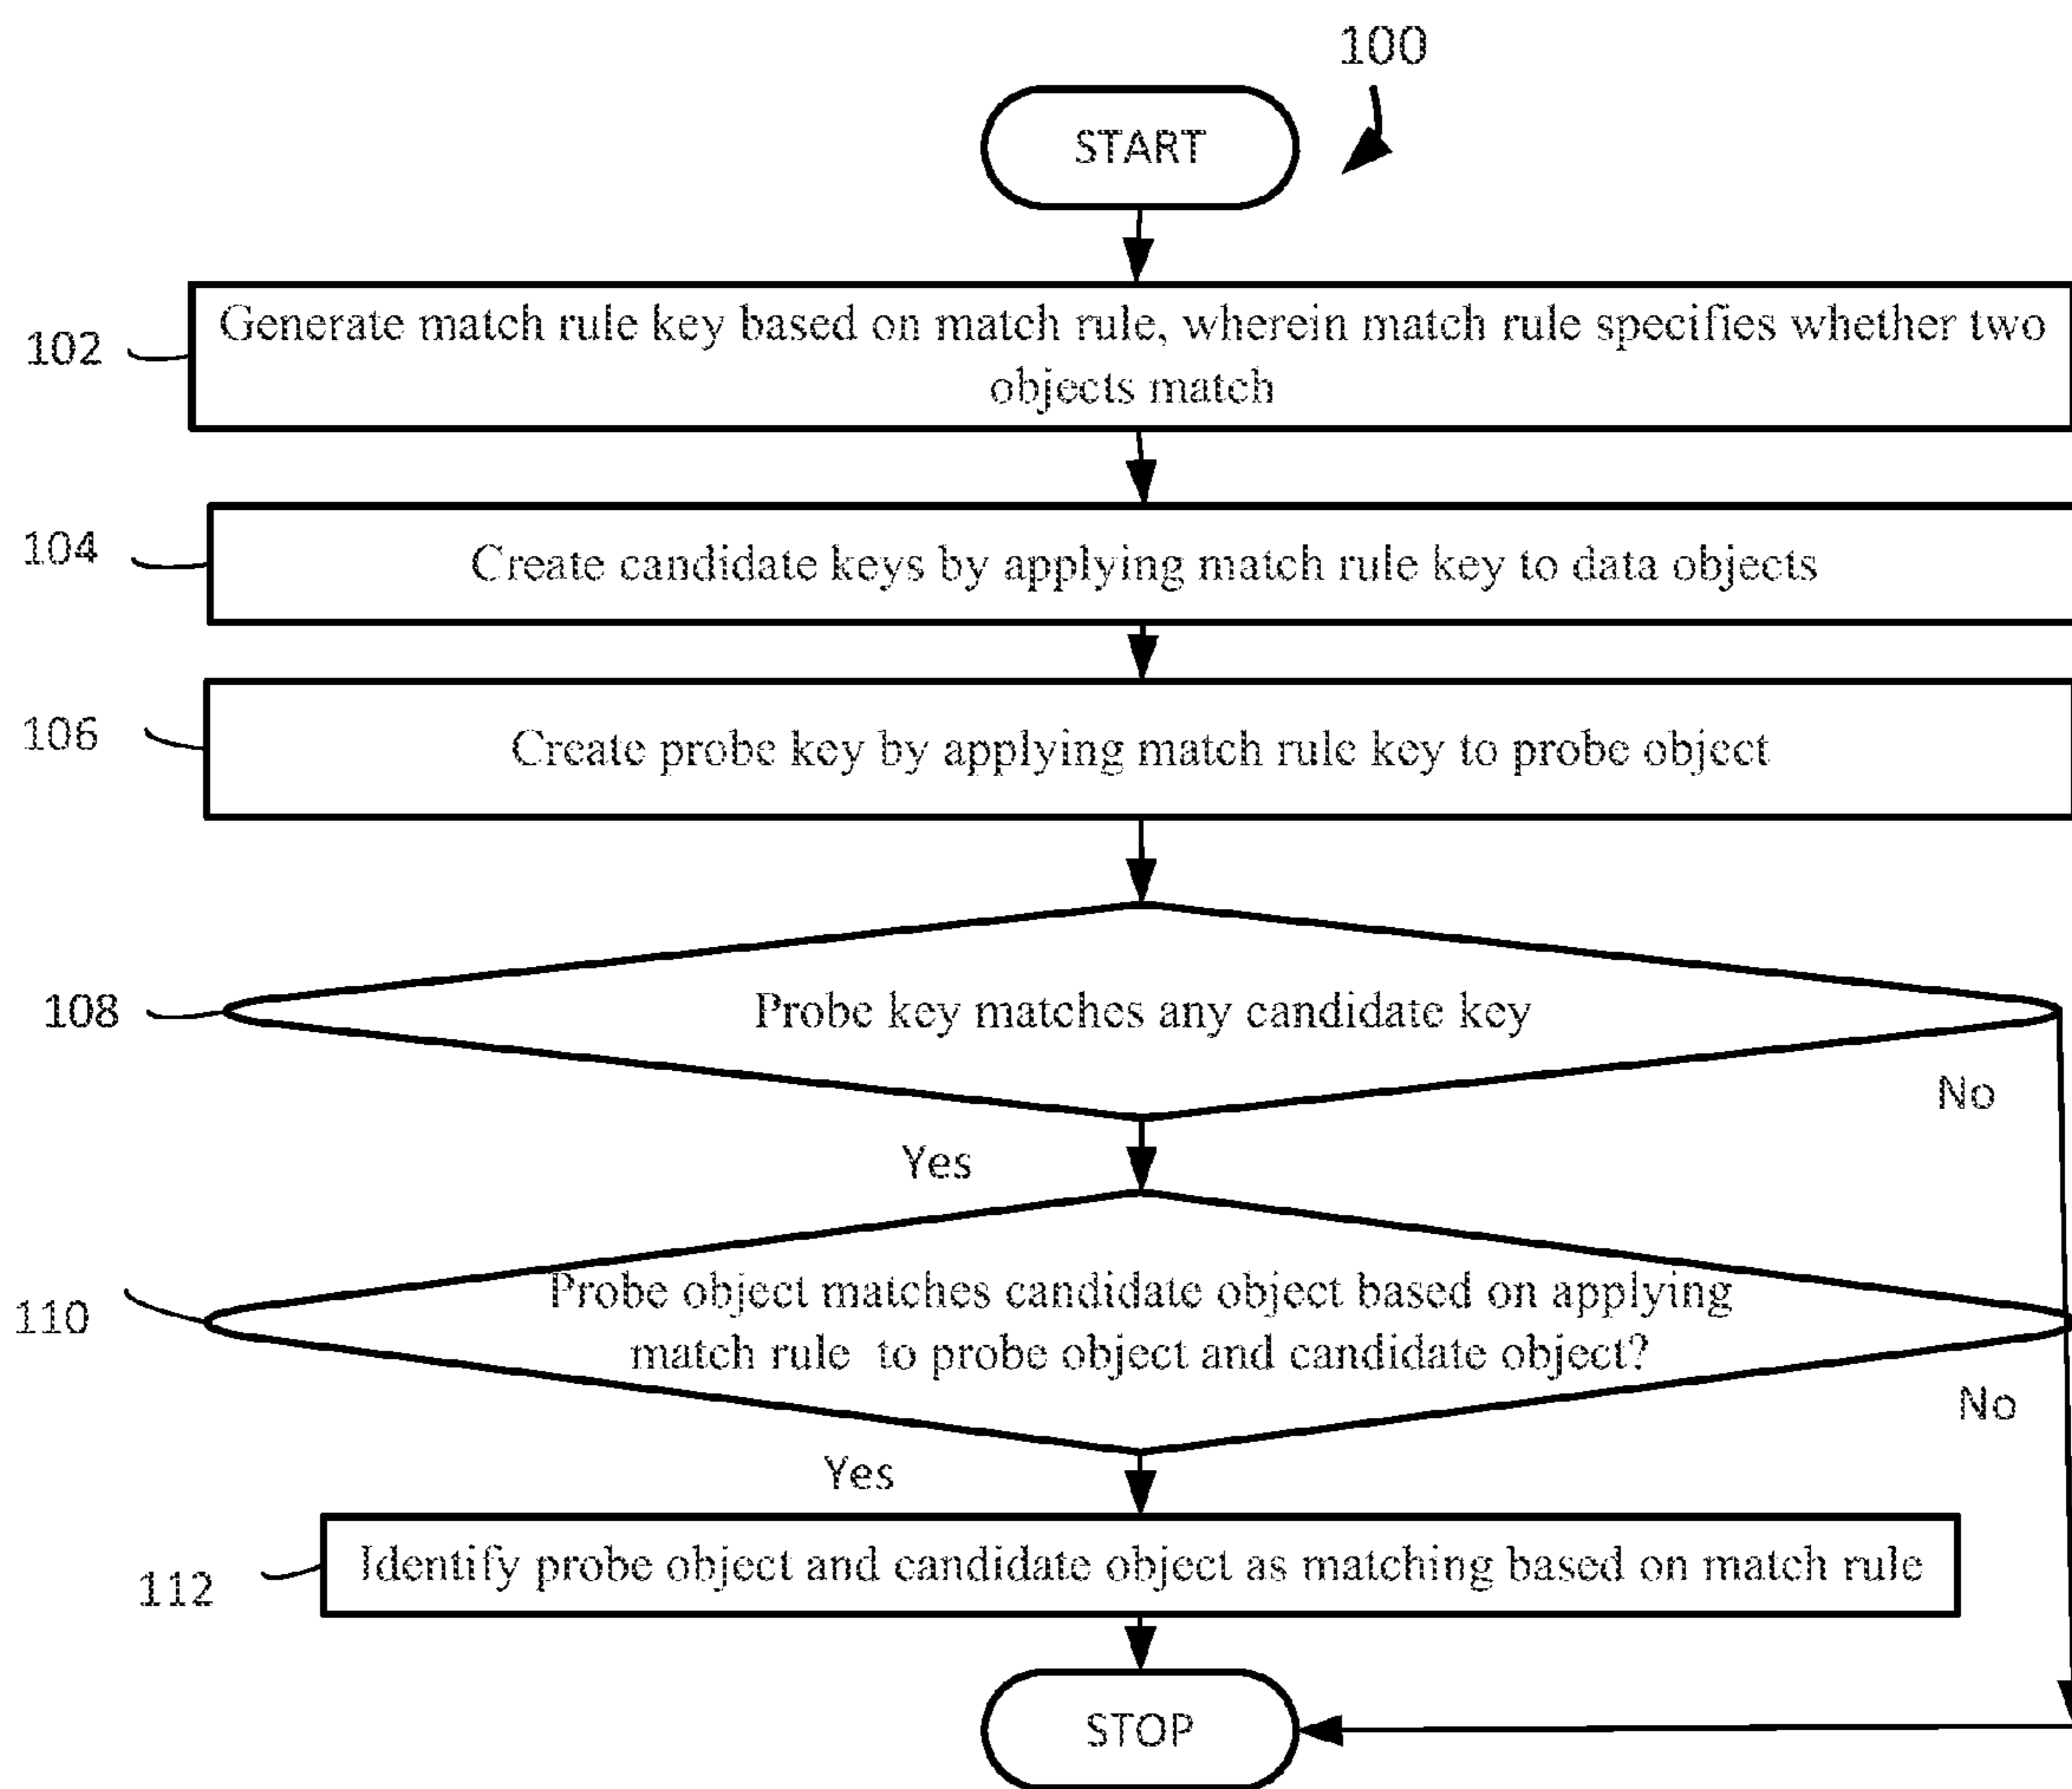 100
START
102
Generate match rule key based on match rule, wherein match rule specifies whether two
objects match
104
Create candidate keys by applying match rule key to data objects
106
Create probe key by applying match rule key to probe object
108
Probe key matches any candidate key
No
Yes
110
Probe object matches candidate object based on applying
match rule to probe object and candidate object?
No
Yes
112
Identify probe object and candidate object as matching based on match rule
STOP